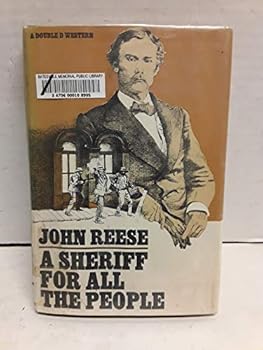 A DOUBLE D WESTERN
MEMORIAL PUBLIC LIBRARY
JOHN REESE
A SHERIFF
FOR ALL
THE PEOPLE